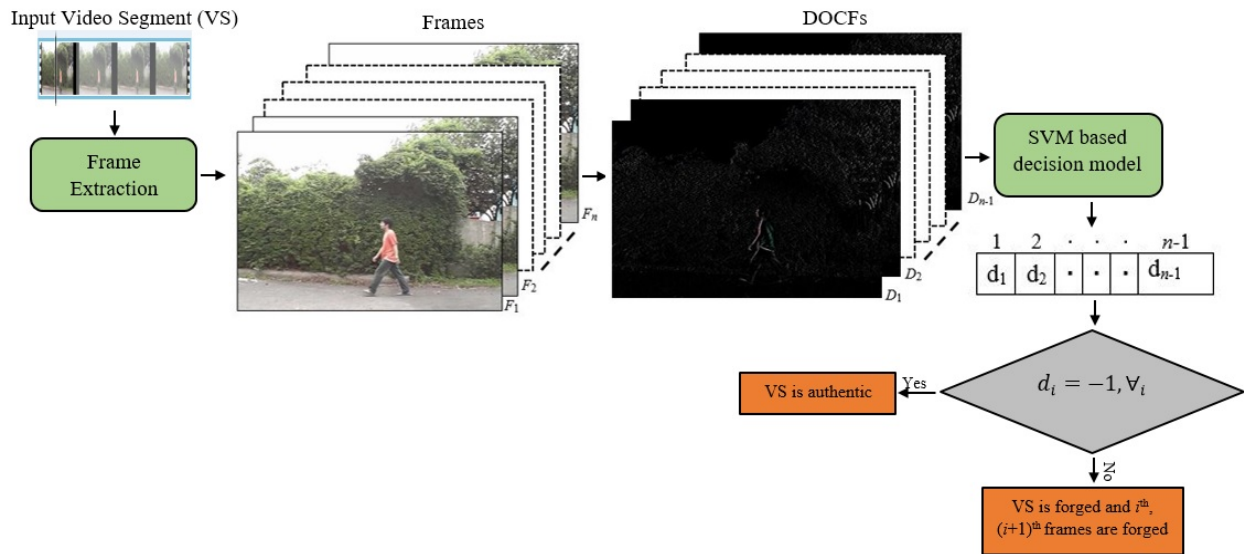 Input Video Segment (VS)
Frames
DOCFs
Frame
Extraction
F1
F2
Fn
D1
D2
Dn-1
SVM based
decision model
1 2 · · · n-1
d1 d2 · · · dn-1
di = −1, ∀i
Yes
VS is authentic
No
VS is forged and ith,
(i+1)th frames are forged